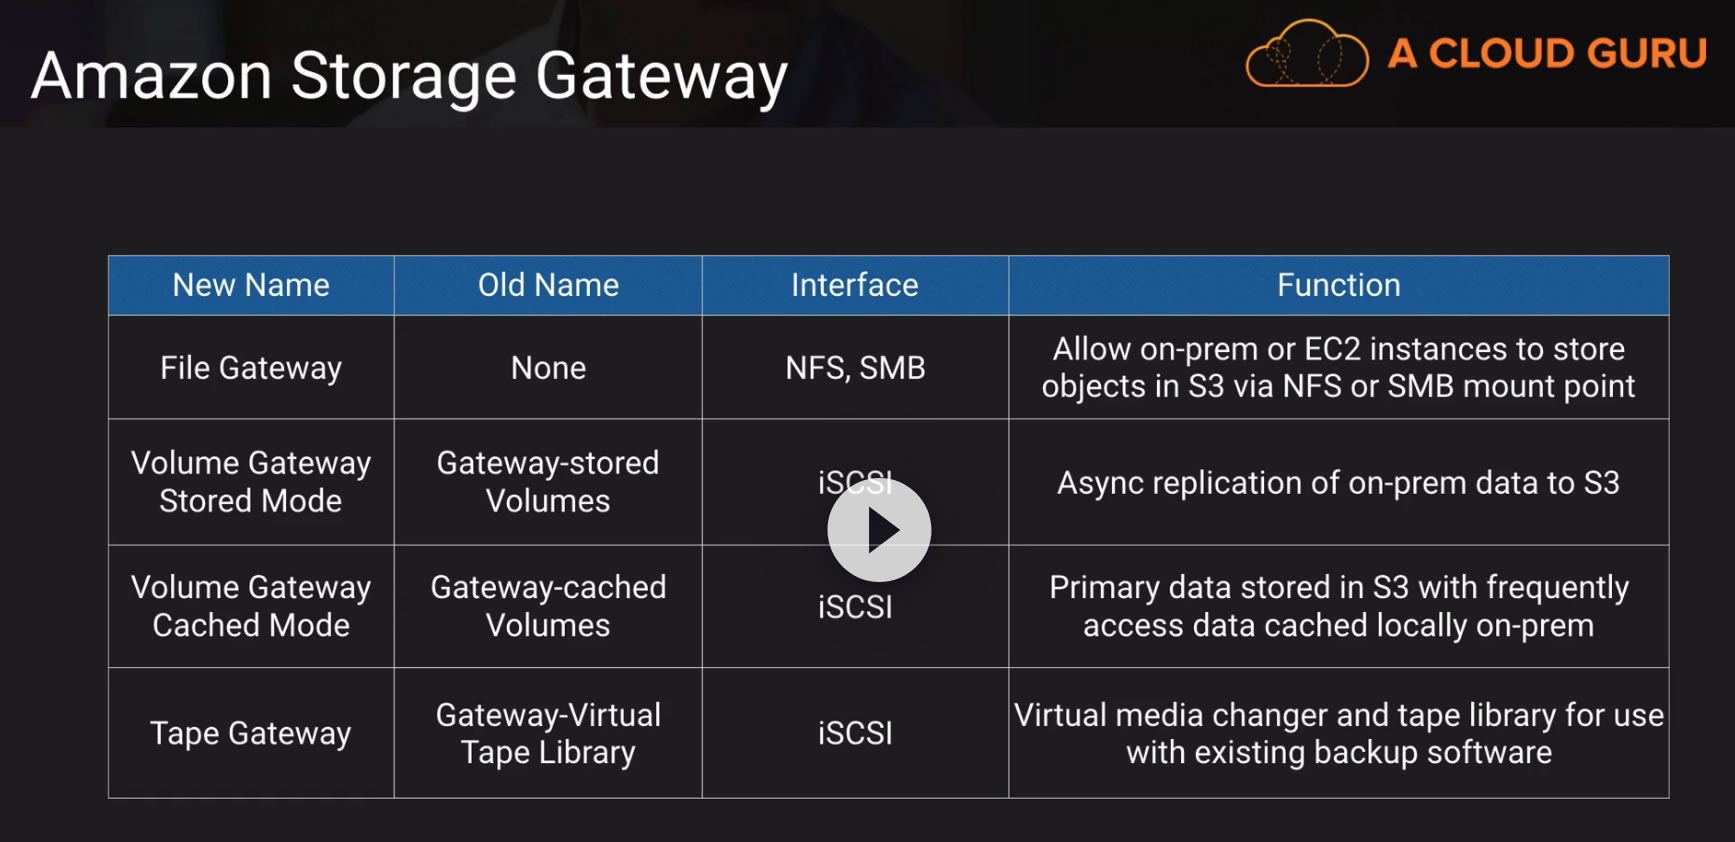 Amazon Storage Gateway
A CLOUD GURU
New Name
Old Name
Interface
Function
File Gateway
None
NFS, SMB
Allow on-prem or EC2 instances to store
objects in S3 via NFS or SMB mount point
Volume Gateway
Stored Mode
Gateway-stored
Volumes
iSCSI
Async replication of on-prem data to S3
Volume Gateway
Cached Mode
Gateway-cached
Volumes
iSCSI
Primary data stored in S3 with frequently
access data cached locally on-prem
Tape Gateway
Gateway-Virtual
Tape Library
iSCSI
Virtual media changer and tape library for use
with existing backup software